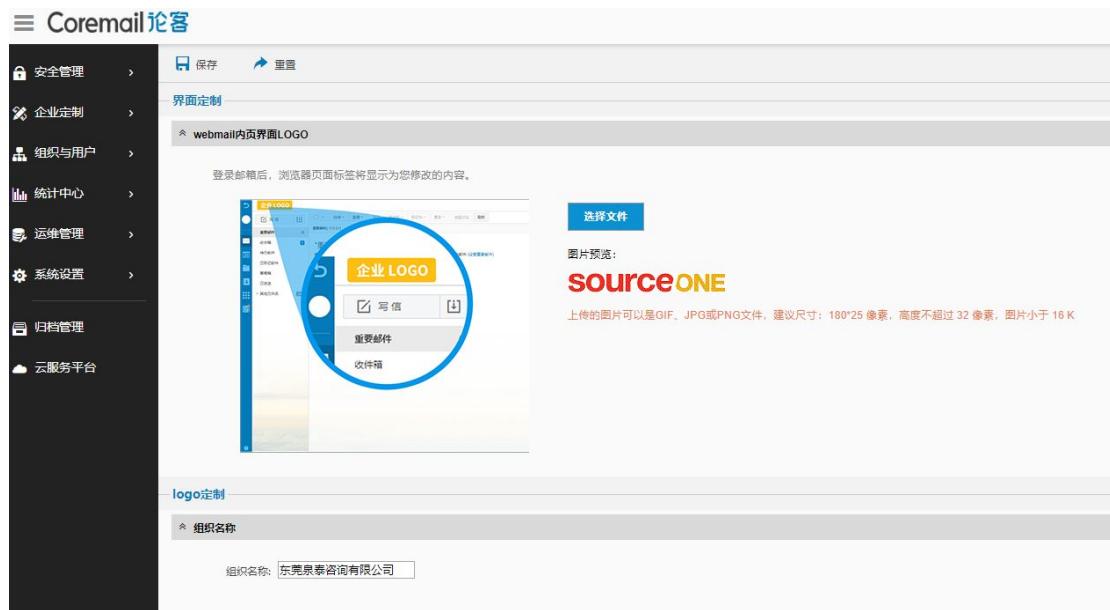 Coremail论客
安全管理
企业定制
组织与用户
统计中心
运维管理
系统设置
归档管理
云服务平台
保存 重置
界面定制
webmail内页界面LOGO
登录邮箱后，浏览器页面标签将显示为您修改的内容。
企业 LOGO
企业 LOGO
写信
重要邮件
收件箱
选择文件
图片预览：
sourceONE
上传的图片可以是GIF、JPG或PNG文件，建议尺寸：180*25 像素，高度不超过 32 像素，图片小于 16 K
logo定制
组织名称
组织名称: 东莞泉泰咨询有限公司